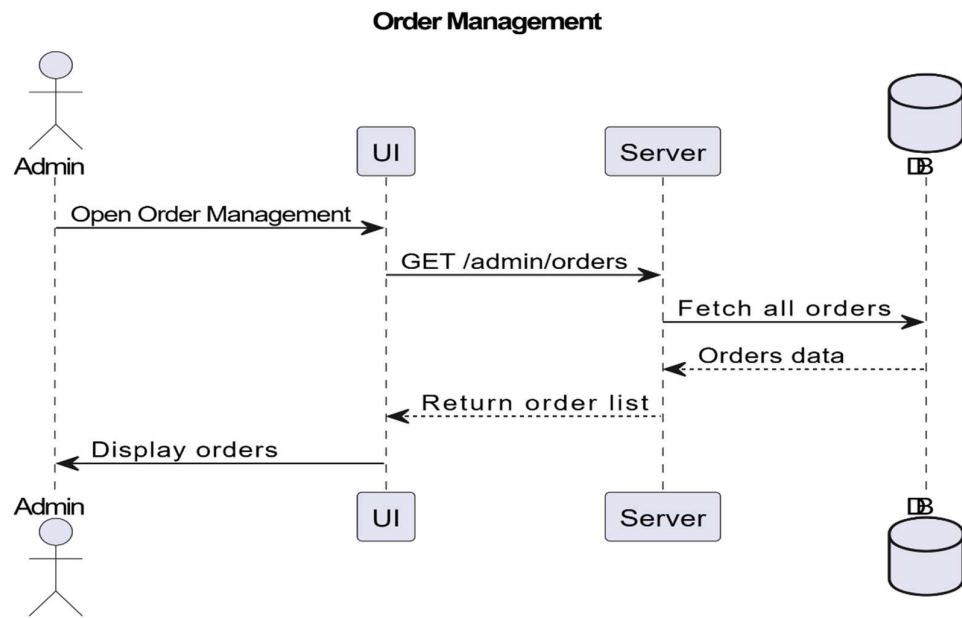 Order Management
Admin
UI
Server
DB
Open Order Management
GET /admin/orders
Fetch all orders
Orders data
Return order list
Display orders
Admin
UI
Server
DB